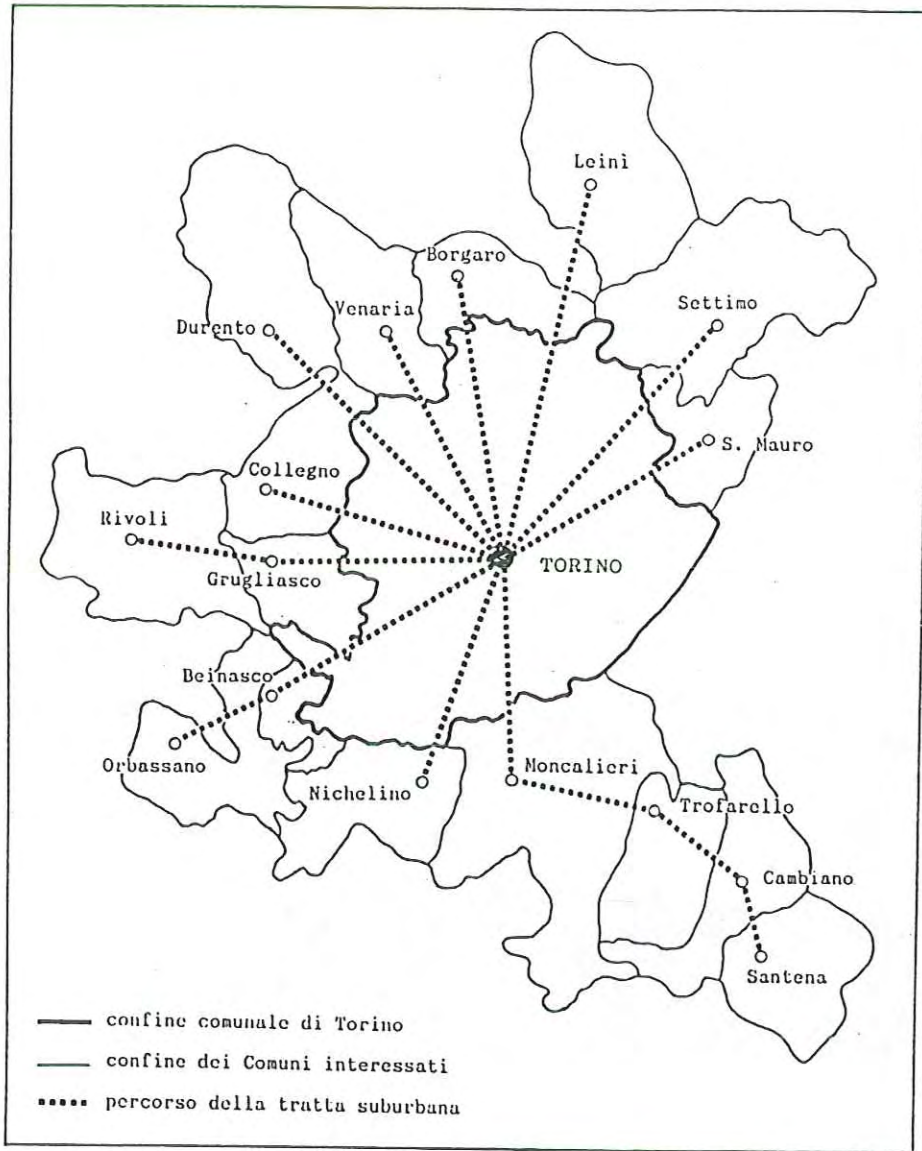 Leinì
Borgaro
Settimo
Venaria
Durento
S. Mauro
Collegno
Rivoli
TORINO
Grugliasco
Beinasco
Orbassano
Moncalieri
Nichelino
Trofarello
Cambiano
Santena
confine comunale di Torino
confine dei Comuni interessati
percorso della tratta suburbana